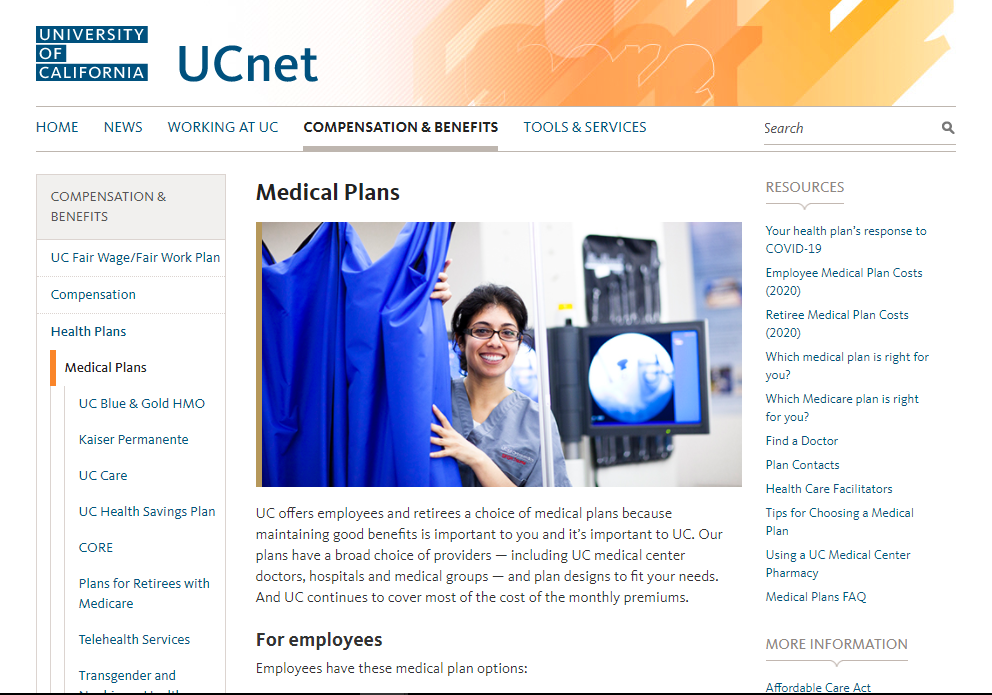 UNIVERSITY
OF
CALIFORNIA
UCnet
HOME
NEWS
WORKING AT UC
COMPENSATION & BENEFITS
TOOLS & SERVICES
Search
COMPENSATION &
BENEFITS
UC Fair Wage/Fair Work Plan
Compensation
Health Plans
Medical Plans
UC Blue & Gold HMO
Kaiser Permanente
UC Care
UC Health Savings Plan
CORE
Plans for Retirees with
Medicare
Telehealth Services
Transgender and
Medical Plans
UC offers employees and retirees a choice of medical plans because
maintaining good benefits is important to you and it's important to UC. Our
plans have a broad choice of providers — including UC medical center
doctors, hospitals and medical groups — and plan designs to fit your needs.
And UC continues to cover most of the cost of the monthly premiums.
For employees
Employees have these medical plan options:
RESOURCES
Your health plan's response to
COVID-19
Employee Medical Plan Costs
(2020)
Retiree Medical Plan Costs
(2020)
Which medical plan is right for
you?
Which Medicare plan is right
for you?
Find a Doctor
Plan Contacts
Health Care Facilitators
Tips for Choosing a Medical
Plan
Using a UC Medical Center
Pharmacy
Medical Plans FAQ
MORE INFORMATION
Affordable Care Act